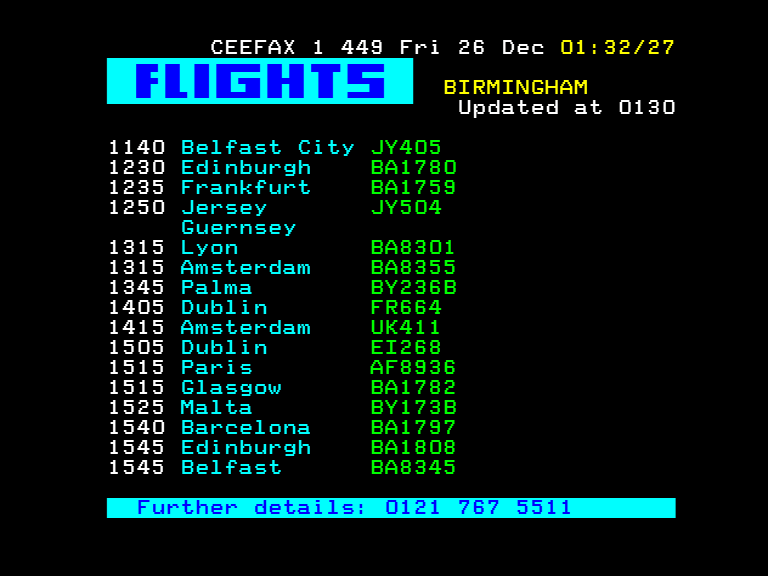 CEEFAX 1 449 Fri 26 Dec 01:32/27
FLIGHTS
BIRMINGHAM
Updated at 0130
1140 Belfast City JY405
1230 Edinburgh BA1780
1235 Frankfurt BA1759
1250 Jersey JY504
Guernsey
1315 Lyon BA8301
1315 Amsterdam BA8355
1345 Palma BY236B
1405 Dublin FR664
1415 Amsterdam UK411
1505 Dublin EI268
1515 Paris AF8936
1515 Glasgow BA1782
1525 Malta BY173B
1540 Barcelona BA1797
1545 Edinburgh BA1808
1545 Belfast BA8345
Further details: 0121 767 5511